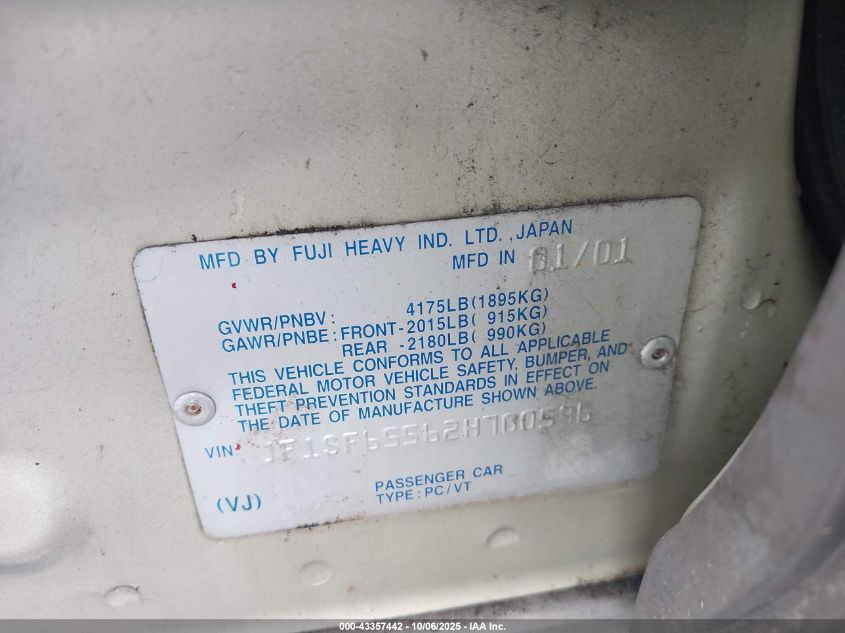 MFD BY FUJI HEAVY IND. LTD. ,JAPAN
MFD IN 01/01
GVWR/PNBV: 4175LB(1895KG)
GAWR/PNBE:FRONT-2015LB( 915KG)
REAR -2180LB( 990KG)
THIS VEHICLE CONFORMS TO ALL APPLICABLE
FEDERAL MOTOR VEHICLE SAFETY, BUMPER, AND
THEFT PREVENTION STANDARDS IN EFFECT ON
THE DATE OF MANUFACTURE SHOWN ABOVE.
VIN: JF1SF65562H700596
PASSENGER CAR
(VJ) TYPE:PC/VT
000-43357442 - 10/06/2025 - IAA Inc.